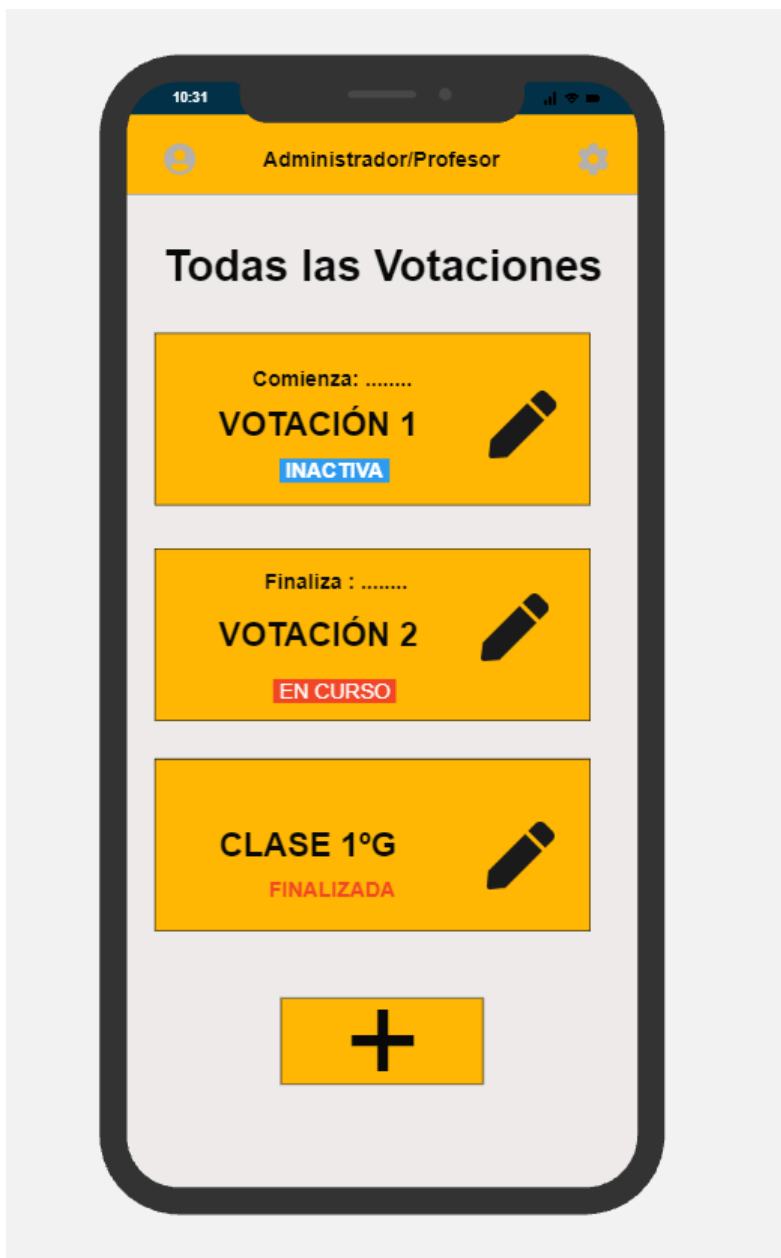 10:31
Administrador/Profesor
Todas las Votaciones
Comienza: ........
VOTACIÓN 1
INACTIVA
Finaliza : ........
VOTACIÓN 2
EN CURSO
CLASE 1ºG
FINALIZADA